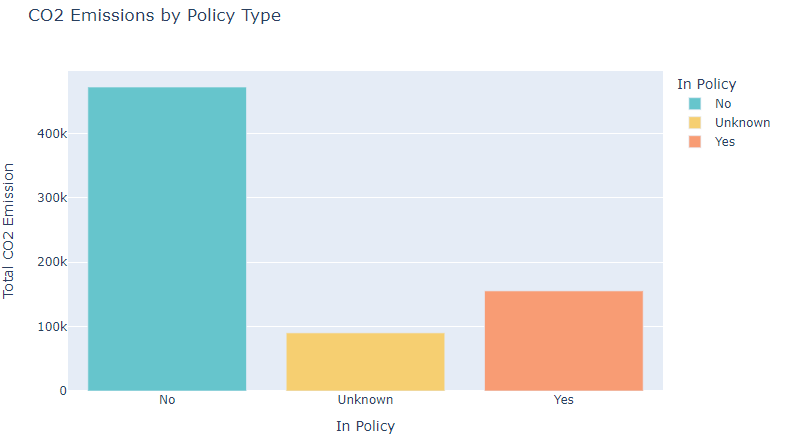 CO2 Emissions by Policy Type
In Policy
No
Unknown
Yes
Total CO2 Emission
400k
300k
200k
100k
0
No Unknown Yes
In Policy